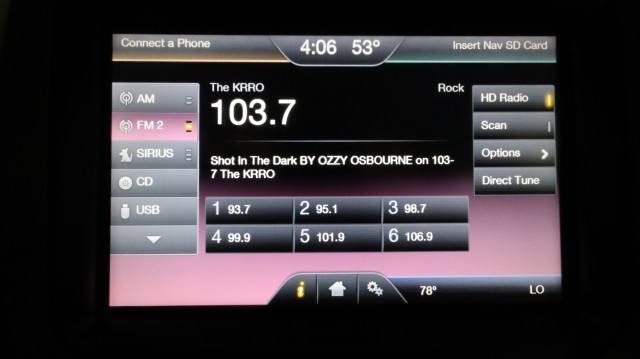 Connect a Phone
4:06 53°
Insert Nav SD Card
AM
FM 2
SIRIUS
CD
USB
The KRRO
Rock
103.7
Shot In The Dark BY OZZY OSBOURNE on 103-
7 The KRRO
1 93.7
2 95.1
3 98.7
4 99.9
5 101.9
6 106.9
HD Radio
Scan
Options
Direct Tune
i
78°
LO